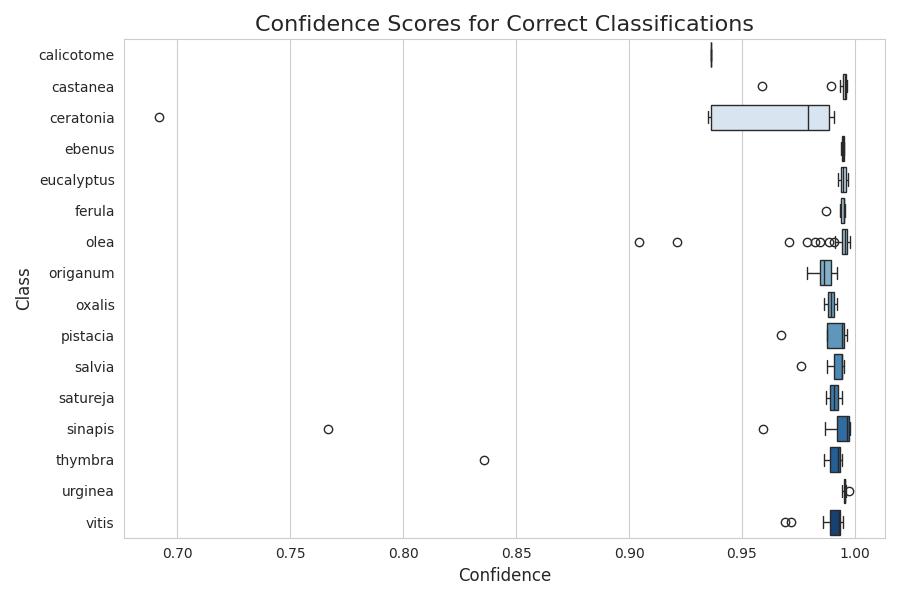 Confidence Scores for Correct Classifications
Class
calicotome
castanea
ceratonia
ebenus
eucalyptus
ferula
olea
origanum
oxalis
pistacia
salvia
satureja
sinapis
thymbra
urginea
vitis
0.70 0.75 0.80 0.85 0.90 0.95 1.00
Confidence